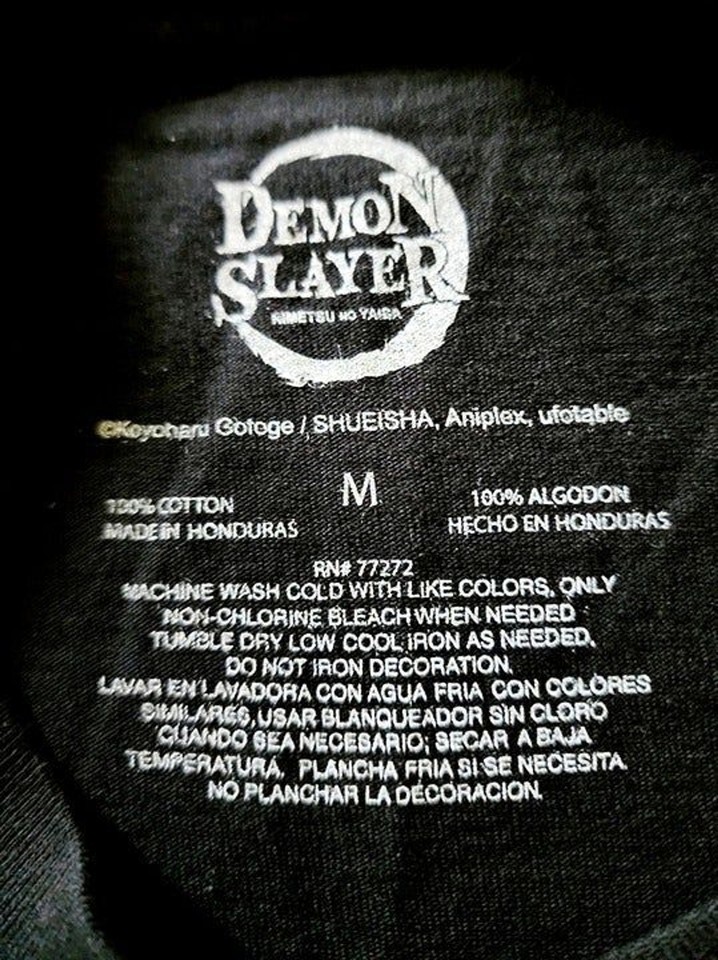 DEMON
SLAYER
KIMETSU NO YAIBA
©Koyoharu Gotoge / SHUEISHA, Aniplex, ufotable
M
100% COTTON
MADE IN HONDURAS
100% ALGODON
HECHO EN HONDURAS
RN# 77272
MACHINE WASH COLD WITH LIKE COLORS, ONLY
NON-CHLORINE BLEACH WHEN NEEDED
TUMBLE DRY LOW COOL IRON AS NEEDED.
DO NOT IRON DECORATION.
LAVAR EN LAVADORA CON AGUA FRIA CON COLORES
SIMILARES, USAR BLANQUEADOR SIN CLORO
CUANDO SEA NECESARIO; SECAR A BAJA
TEMPERATURA, PLANCHA FRIA SI SE NECESITA.
NO PLANCHAR LA DECORACION.